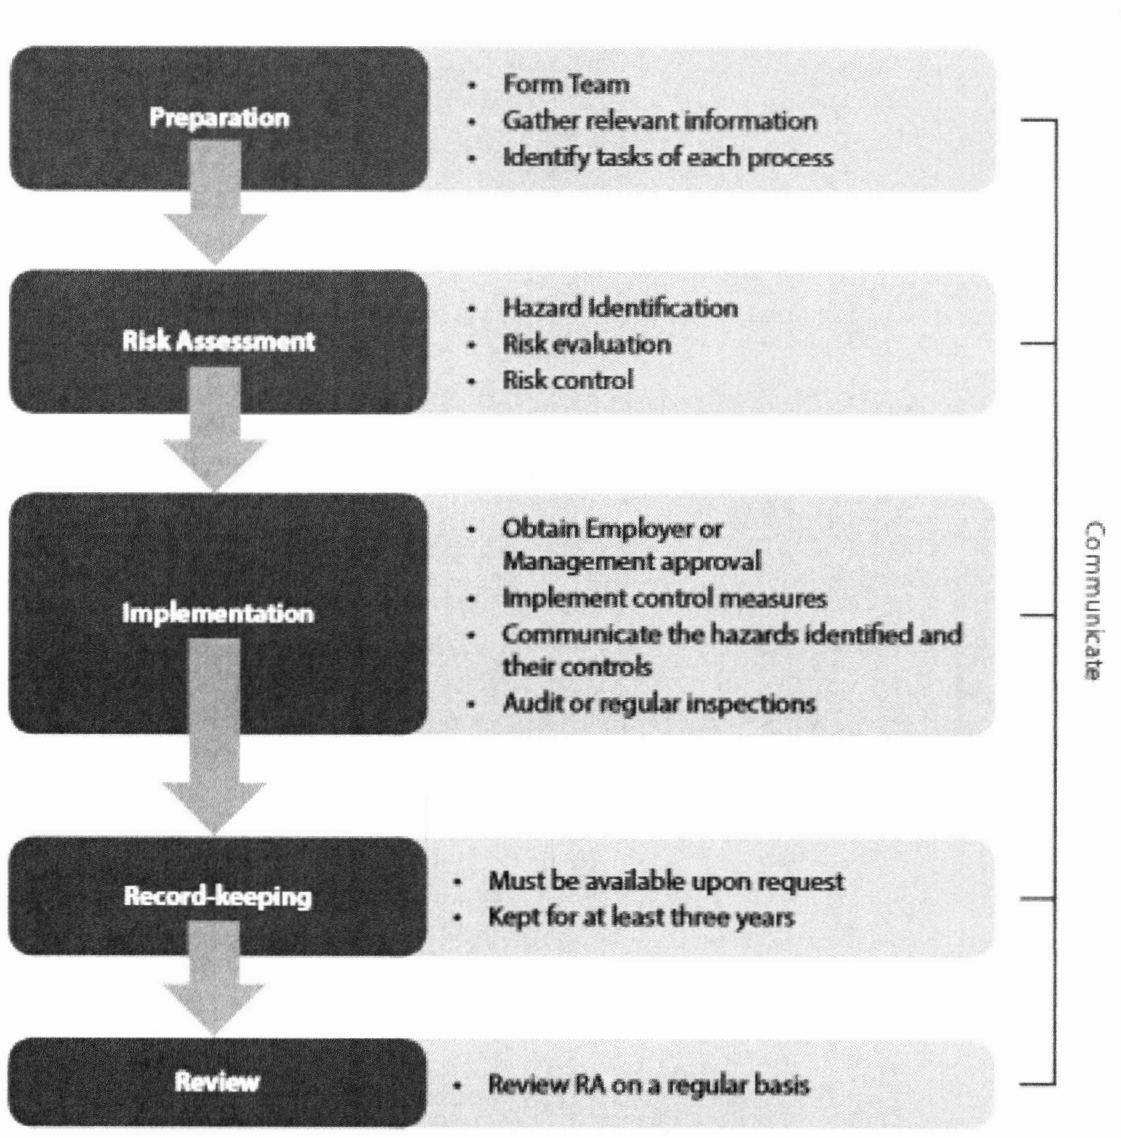 Preparation
• Form Team
• Gather relevant information
• Identify tasks of each process
Risk Assessment
• Hazard Identification
• Risk evaluation
• Risk control
Implementation
• Obtain Employer or
Management approval
• Implement control measures
• Communicate the hazards identified and
their controls
• Audit or regular inspections
Record-keeping
• Must be available upon request
• Kept for at least three years
Review
• Review RA on a regular basis
Communicate